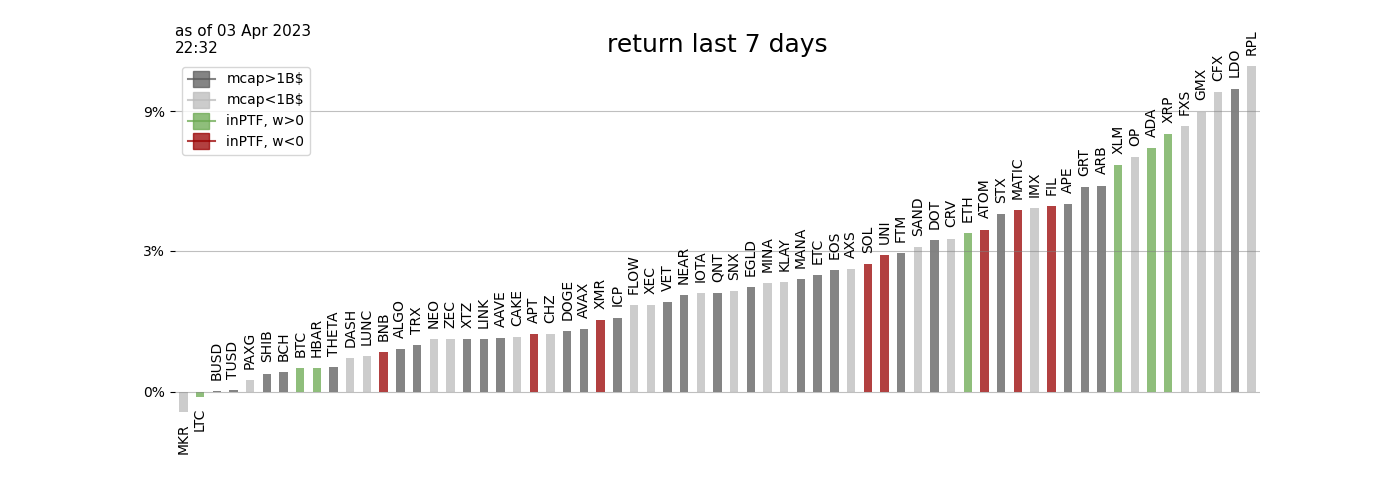 as of 03 Apr 2023
22:32
return last 7 days
mcap>1B$
mcap<1B$
inPTF, w>0
inPTF, w<0
9%
3%
0%
MKR
LTC
BUSD
TUSD
PAXG
SHIB
BCH
BTC
HBAR
THETA
DASH
LUNC
BNB
ALGO
TRX
NEO
ZEC
XTZ
LINK
AAVE
CAKE
APT
CHZ
DOGE
AVAX
XMR
ICP
FLOW
XEC
VET
NEAR
IOTA
QNT
SNX
EGLD
MINA
KLAY
MANA
ETC
EOS
AXS
SOL
UNI
FTM
SAND
DOT
CRV
ETH
ATOM
STX
MATIC
IMX
FIL
APE
GRT
ARB
XLM
OP
ADA
XRP
FXS
GMX
CFX
LDO
RPL